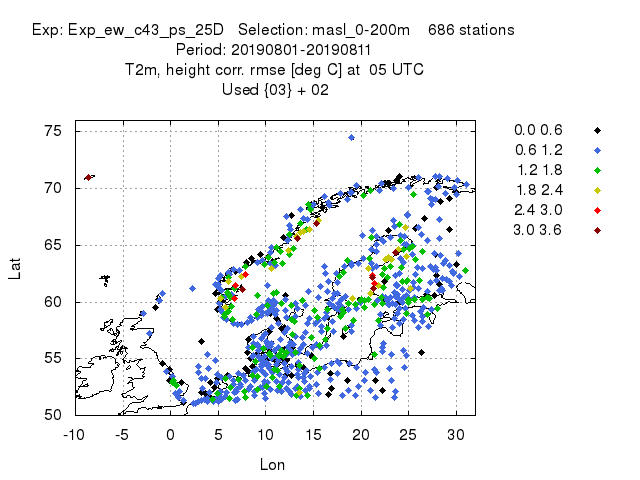 Exp: Exp_ew_c43_ps_25D Selection: masl_0-200m 686 stations
Period: 20190801-20190811
T2m, height corr. rmse [deg C] at 05 UTC
Used {03} + 02
75
70
65
60
55
50
Lat
-10 -5 0 5 10 15 20 25 30
Lon
0.0 0.6
0.6 1.2
1.2 1.8
1.8 2.4
2.4 3.0
3.0 3.6